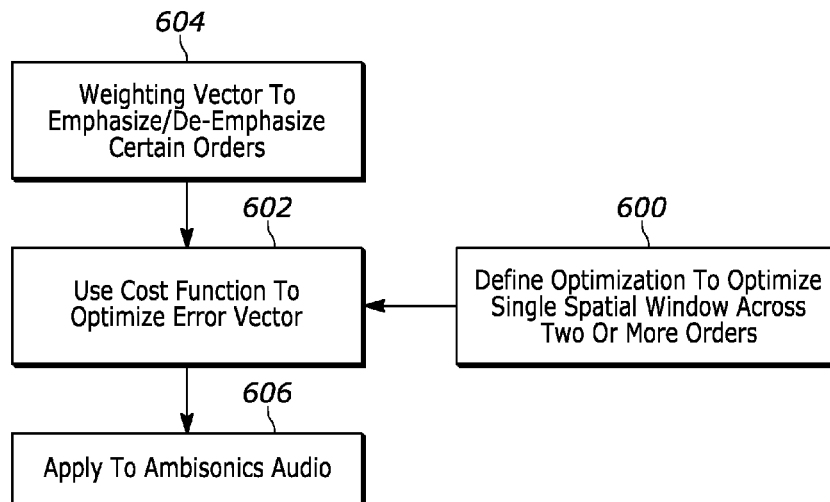 604
Weighting Vector To
Emphasize/De-Emphasize
Certain Orders
602
Use Cost Function To
Optimize Error Vector
600
Define Optimization To Optimize
Single Spatial Window Across
Two Or More Orders
606
Apply To Ambisonics Audio